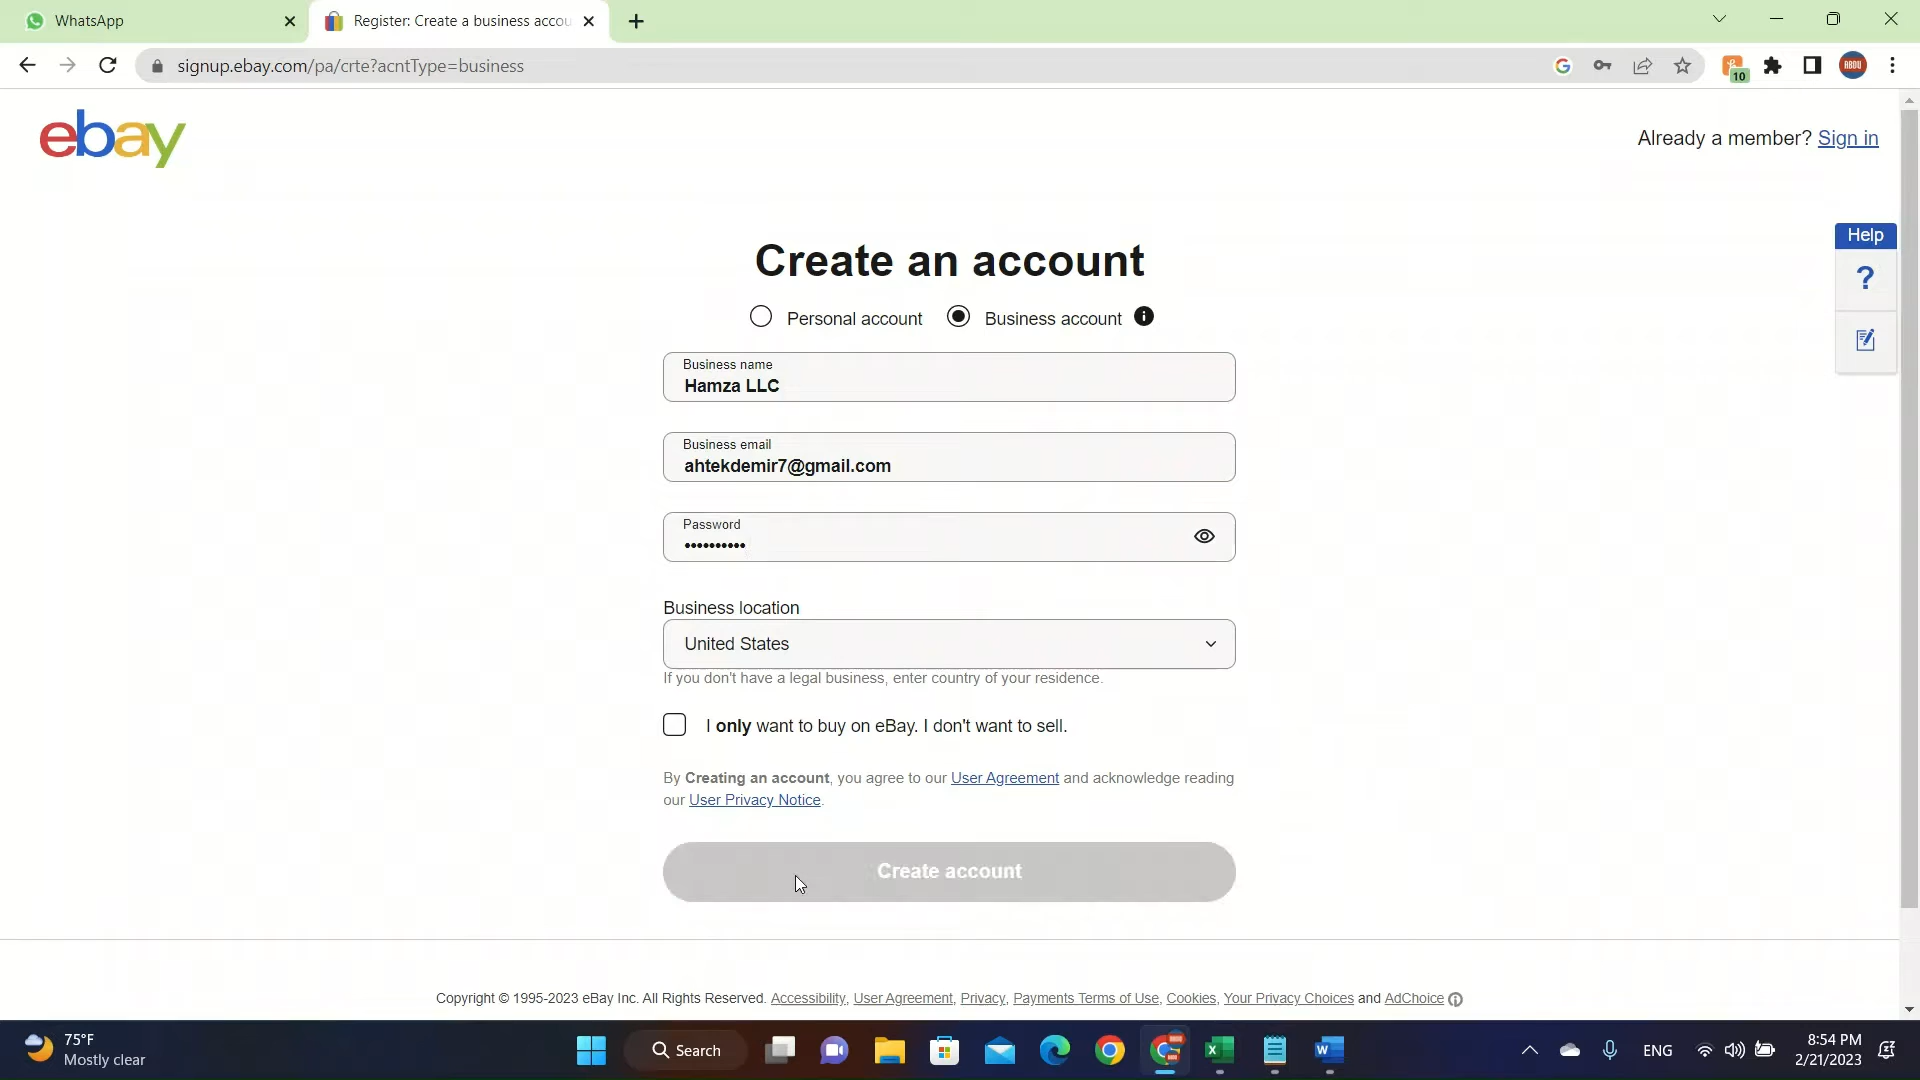 WhatsApp
Register: Create a business accou
signup.ebay.com/pa/crte?acntType=business
10
ABDU
ebay
Already a member? Sign in
Help
?
Create an account
Personal account Business account
Business name
Hamza LLC
Business email
ahtekdemir7@gmail.com
Password
••••••••••
Business location
United States
If you don't have a legal business, enter country of your residence.
I only want to buy on eBay. I don't want to sell.
By Creating an account, you agree to our User Agreement and acknowledge reading
our User Privacy Notice.
Create account
Copyright © 1995-2023 eBay Inc. All Rights Reserved. Accessibility, User Agreement, Privacy, Payments Terms of Use, Cookies, Your Privacy Choices and AdChoice
75°F
Mostly clear
Search
ENG
8:54 PM
2/21/2023